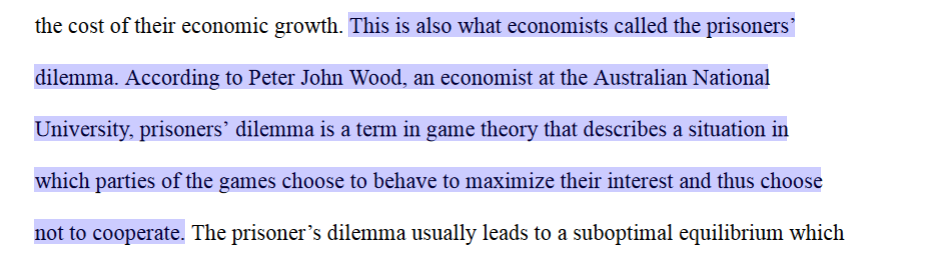 the cost of their economic growth. This is also what economists called the prisoners’
dilemma. According to Peter John Wood, an economist at the Australian National
University, prisoners’ dilemma is a term in game theory that describes a situation in
which parties of the games choose to behave to maximize their interest and thus choose
not to cooperate. The prisoner’s dilemma usually leads to a suboptimal equilibrium which